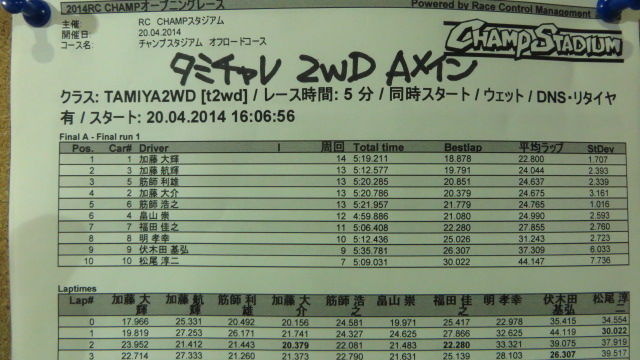 2014RC CHAMPオープニングレース Powered by Race Control Management
主催: RC CHAMPスタジアム
開催日: 20.04.2014
コース名: チャンプスタジアム オフロードコース
CHAMP STADIUM
タミチャレ 2WD Aメイン
クラス: TAMIYA2WD [t2wd] / レース時間: 5 分 / 同時スタート / ウェット / DNS・リタイヤ
有 / スタート: 20.04.2014 16:06:56
Final A - Final run 1
Pos. Car# Driver I 周回 Total time Bestlap 平均ラップ StDev
1 1 加藤 大輝 14 5:19.211 18.878 22.800 1.707
2 3 加藤 航輝 13 5:12.577 19.791 24.044 2.393
3 5 筋師 利雄 13 5:20.285 20.851 24.637 2.339
4 2 加藤 大介 13 5:20.786 20.379 24.675 3.161
5 6 筋師 浩之 13 5:21.957 21.779 24.765 1.016
6 4 畠山 崇 12 4:59.886 21.080 24.990 2.593
7 7 福田 佳之 11 5:06.408 22.280 27.855 2.760
8 8 明 孝幸 10 5:12.436 25.026 31.243 2.723
9 9 伏木田 基弘 9 5:35.781 26.307 37.309 6.033
10 10 松尾 淳二 7 5:09.031 30.022 44.147 7.736
Laptimes
Lap# 加藤 大輝 加藤 航輝 筋師 利雄 加藤 大介 筋師 浩之 畠山 崇 福田 佳之 明 孝幸 伏木田 基弘 松尾 淳二
0 17.966 25.331 20.492 20.156 24.581 19.971 25.417 22.978 35.415 34.554
1 19.819 27.253 26.171 21.741 24.327 24.625 27.866 32.625 44.119 30.022
2 23.952 21.412 21.443 20.379 22.081 21.483 22.280 33.321 39.075 37.919
3 22.714 27.333 21.260 21.373 22.790 21.631 25.139 28.103 26.307 39.517